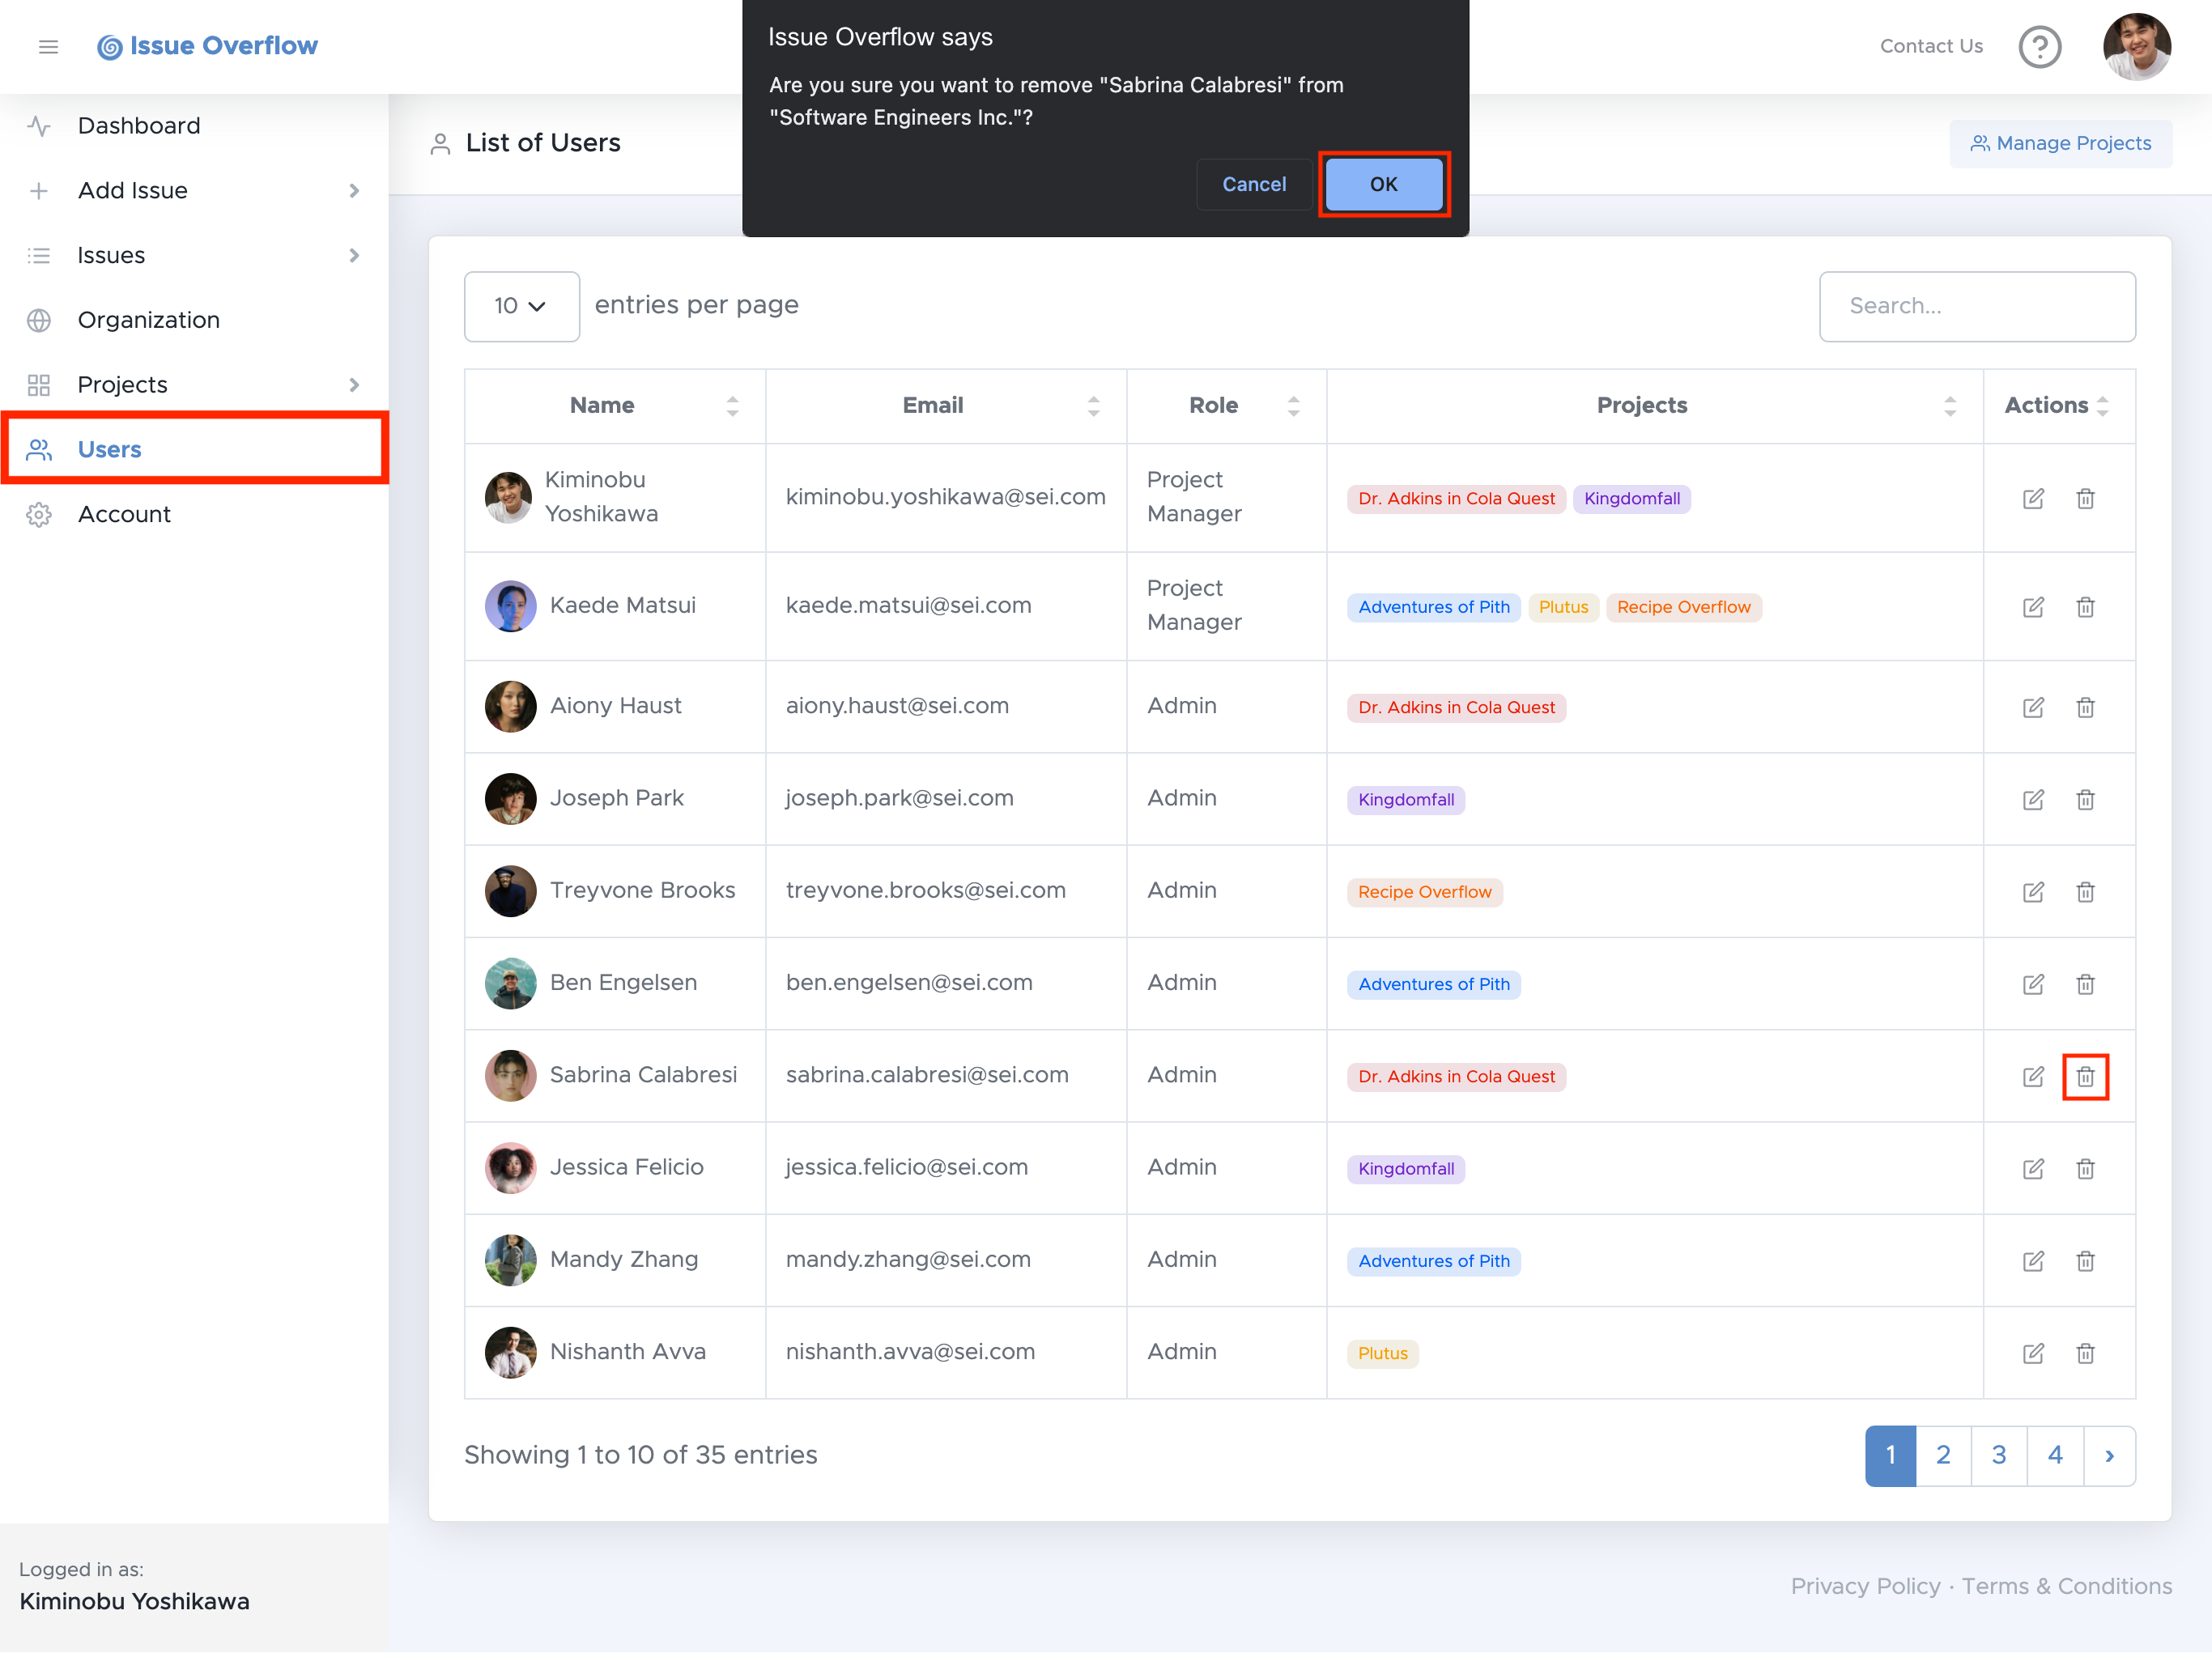 Issue Overflow
Issue Overflow says
Are you sure you want to remove "Sabrina Calabresi" from
"Software Engineers Inc."?
Cancel
OK
Contact Us
Dashboard
Add Issue
Issues
Organization
Projects
Users
Account
List of Users
Manage Projects
10 entries per page
Search...
Name Email Role Projects Actions
Kiminobu
Yoshikawa
kiminobu.yoshikawa@sei.com
Project
Manager
Dr. Adkins in Cola Quest Kingdomfall
Kaede Matsui kaede.matsui@sei.com
Project
Manager
Adventures of Pith Plutus Recipe Overflow
Aiony Haust aiony.haust@sei.com Admin Dr. Adkins in Cola Quest
Joseph Park joseph.park@sei.com Admin Kingdomfall
Treyvone Brooks treyvone.brooks@sei.com Admin Recipe Overflow
Ben Engelsen ben.engelsen@sei.com Admin Adventures of Pith
Sabrina Calabresi sabrina.calabresi@sei.com Admin Dr. Adkins in Cola Quest
Jessica Felicio jessica.felicio@sei.com Admin Kingdomfall
Mandy Zhang mandy.zhang@sei.com Admin Adventures of Pith
Nishanth Avva nishanth.avva@sei.com Admin Plutus
Showing 1 to 10 of 35 entries
1 2 3 4 ›
Logged in as:
Kiminobu Yoshikawa
Privacy Policy · Terms & Conditions